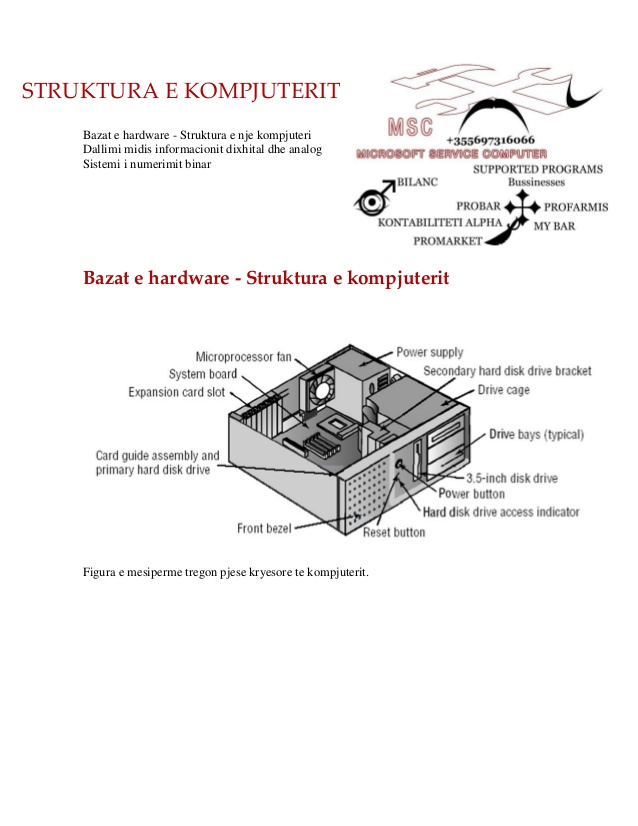 STRUKTURA E KOMPJUTERIT
Bazat e hardware - Struktura e nje kompjuteri
Dallimi midis informacionit dixhital dhe analog
Sistemi i numerimit binar
MSC
+355697316066
MICROSOFT SERVICE COMPUTER
SUPPORTED PROGRAMS
Bussinesses
BILANC
PROBAR
PROFARMIS
KONTABILITETI ALPHA
MY BAR
PROMARKET
Bazat e hardware - Struktura e kompjuterit
Microprocessor fan
Power supply
System board
Secondary hard disk drive bracket
Expansion card slot
Drive cage
Drive bays (typical)
Card guide assembly and
primary hard disk drive
3.5-inch disk drive
Power button
Hard disk drive access indicator
Front bezel
Reset button
Figura e mesiperme tregon pjese kryesore te kompjuterit.